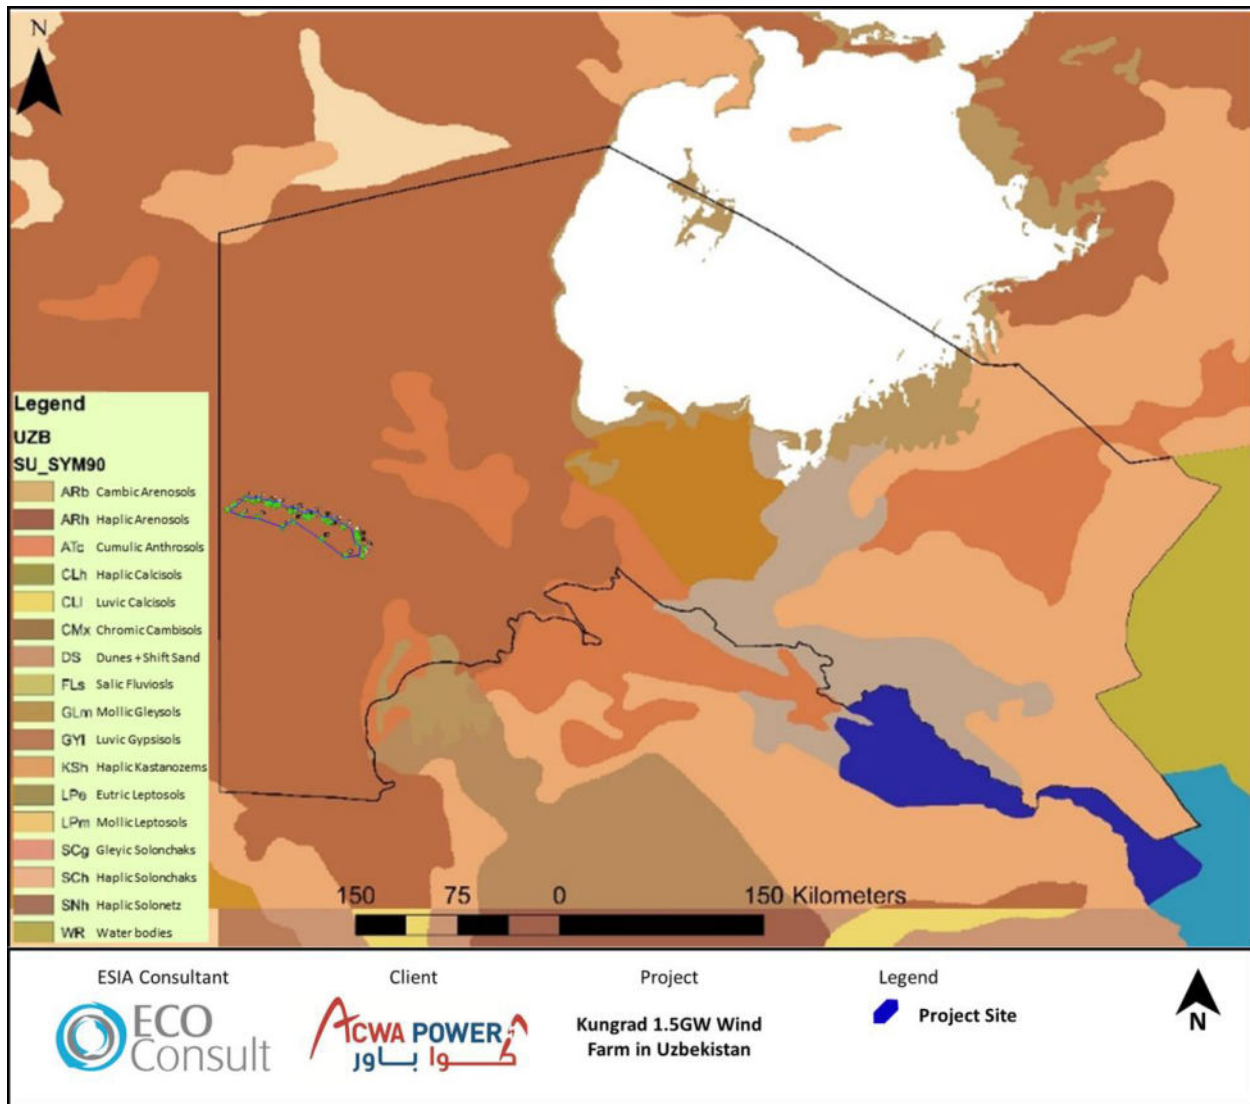 N
Legend
UZB
SU_SYM90
ARb Cambic Arenosols
ARh Haplic Arenosols
ATc Cumulic Anthrosols
CLh Haplic Calcisols
CLl Luvic Calcisols
CMx Chromic Cambisols
DS Dunes + Shift Sand
FLs Salic Fluviosls
GLm Mollic Gleysols
GYl Luvic Gypsisols
KSh Haplic Kastanozems
LPe Eutric Leptosols
LPm Mollic Leptosols
SCg Gleyic Solonchaks
SCh Haplic Solonchaks
SNh Haplic Solonetz
WR Water bodies
150 75 0 150 Kilometers
ESIA Consultant Client Project Legend
ECO
Consult
ACWA POWER
أكوا باور
Kungrad 1.5GW Wind
Farm in Uzbekistan
Project Site
N